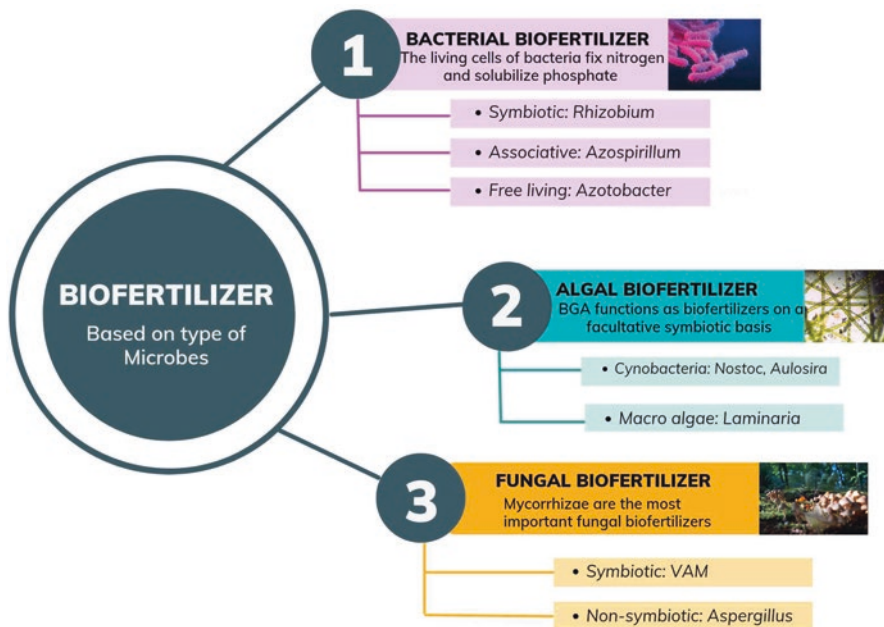 1
BACTERIAL BIOFERTILIZER
The living cells of bacteria fix nitrogen
and solubilize phosphate
• Symbiotic: Rhizobium
• Associative: Azospirillum
• Free living: Azotobacter
BIOFERTILIZER
Based on type of
Microbes
2
ALGAL BIOFERTILIZER
BGA functions as biofertilizers on a
facultative symbiotic basis
• Cynobacteria: Nostoc, Aulosira
• Macro algae: Laminaria
3
FUNGAL BIOFERTILIZER
Mycorrhizae are the most
important fungal biofertilizers
• Symbiotic: VAM
• Non-symbiotic: Aspergillus